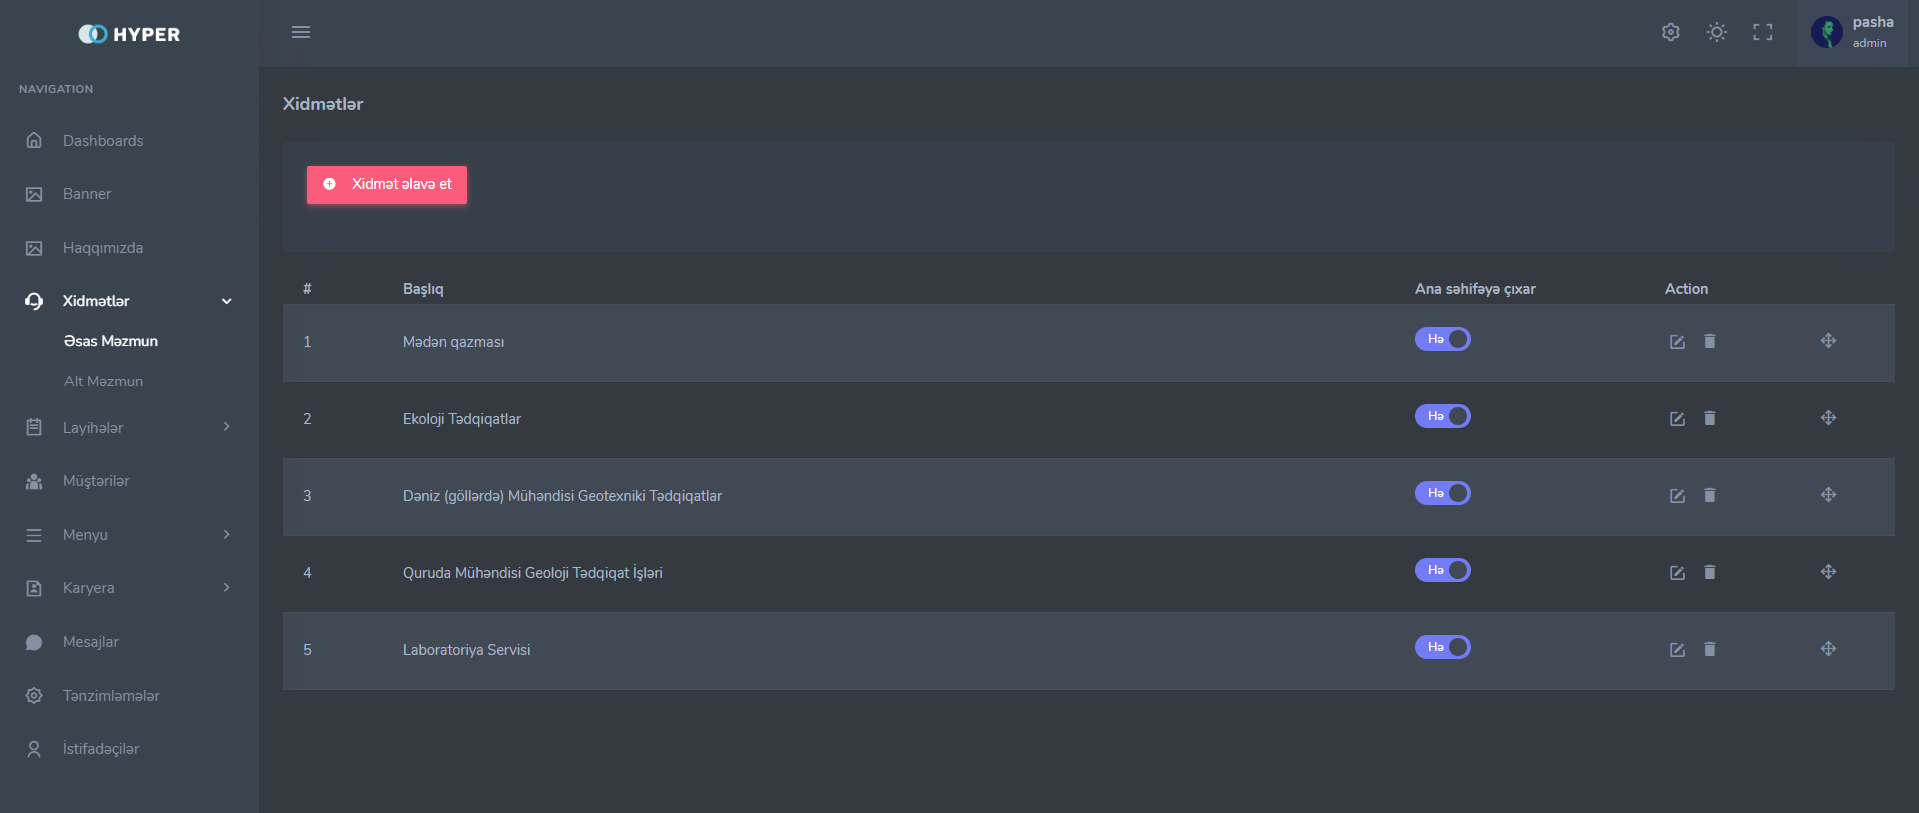 HYPER
pasha
admin
NAVIGATION
Dashboards
Banner
Haqqımızda
Xidmətlər
Əsas Məzmun
Alt Məzmun
Layihələr
Müştərilər
Menyu
Karyera
Mesajlar
Tənzimləmələr
İstifadəçilər
Xidmətlər
Xidmət əlavə et
# Başlıq Ana səhifəyə çıxar Action
1 Mədən qazması Hə
2 Ekoloji Tədqiqatlar Hə
3 Dəniz (göllərdə) Mühəndisi Geotexniki Tədqiqatlar Hə
4 Quruda Mühəndisi Geoloji Tədqiqat İşləri Hə
5 Laboratoriya Servisi Hə